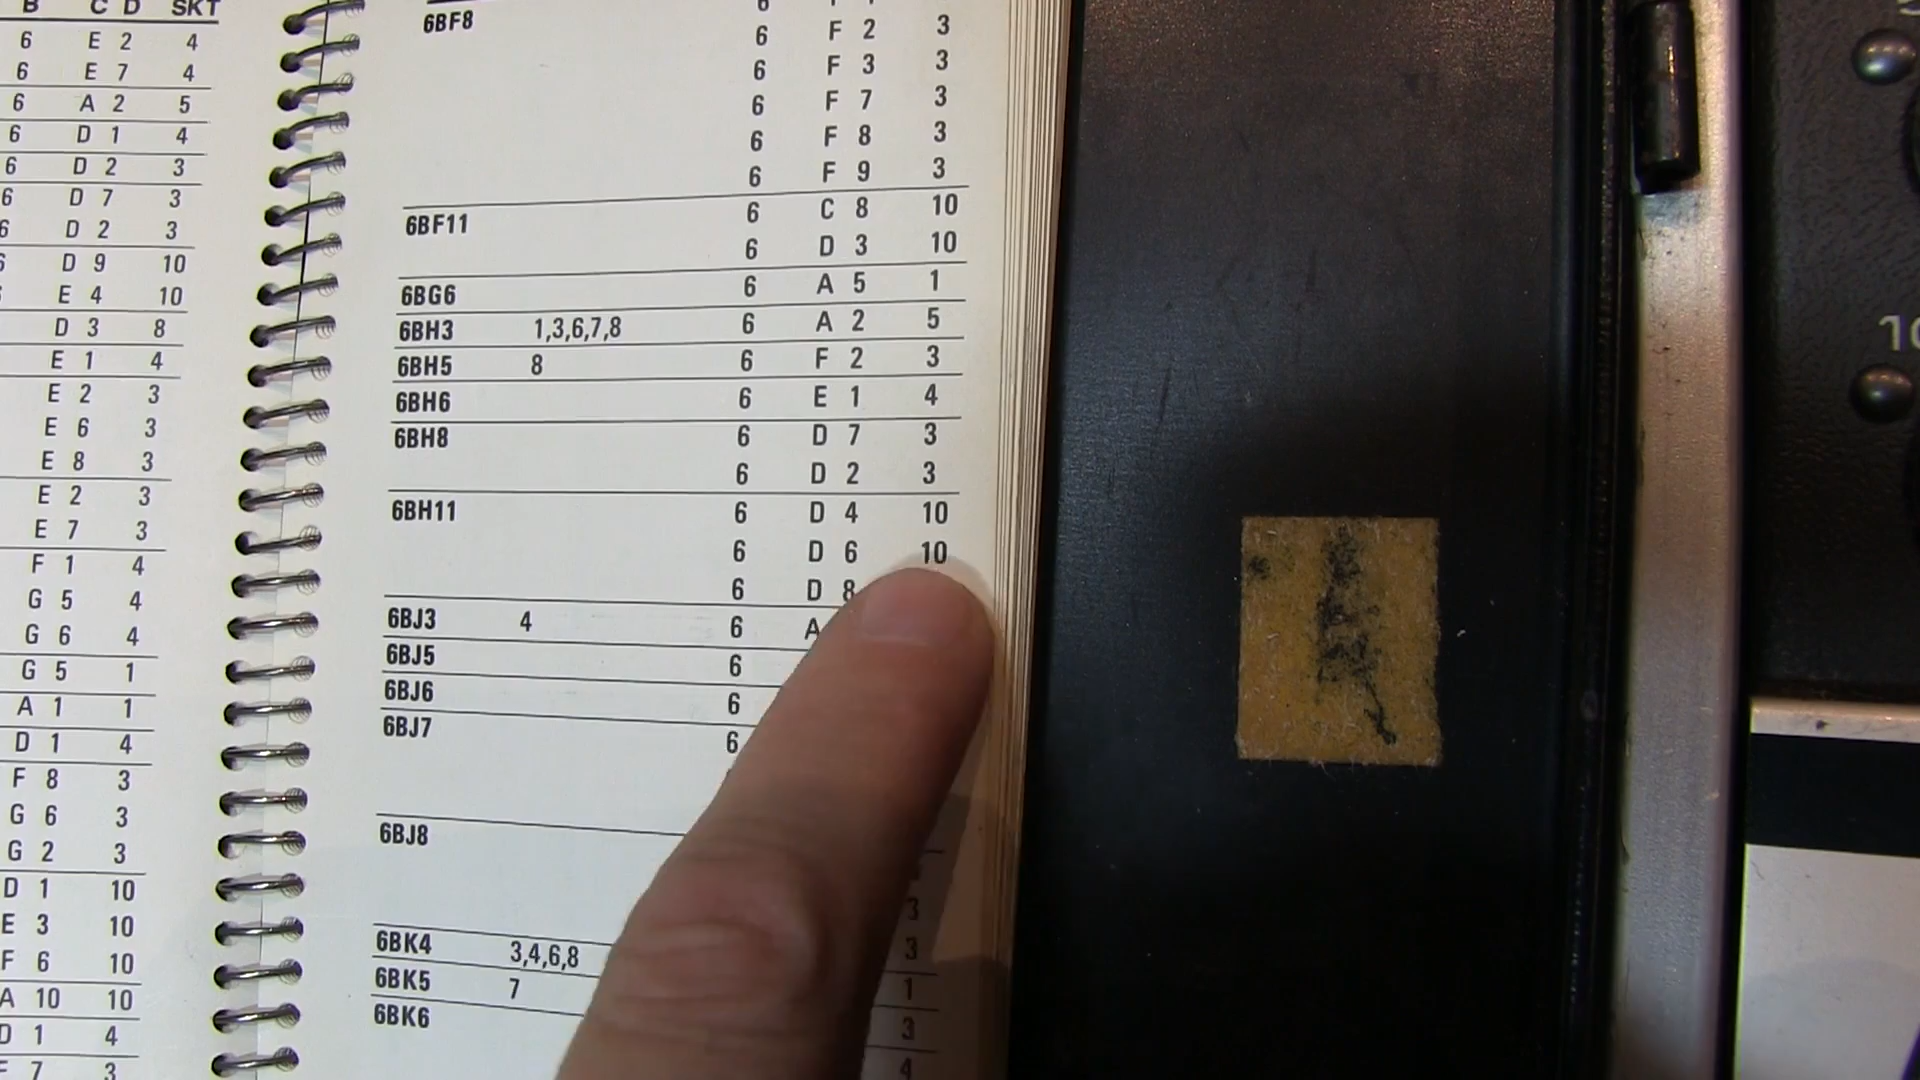 B C D SKT
6 E 2 4
6 E 7 4
6 A 2 5
6 D 1 4
6 D 2 3
6 D 7 3
6 D 2 3
6 D 9 10
E 4 10
D 3 8
E 1 4
E 2 3
E 6 3
E 8 3
E 2 3
E 7 3
F 1 4
G 5 4
G 6 4
G 5 1
A 1 1
D 1 4
F 8 3
G 6 3
G 2 3
D 1 10
E 3 10
F 6 10
A 10 10
D 1 4
F 7 3
6BF8 6
6 F 2 3
6 F 3 3
6 F 7 3
6 F 8 3
6 F 9 3
6BF11 6 C 8 10
6 D 3 10
6BG6 6 A 5 1
6BH3 1,3,6,7,8 6 A 2 5
6BH5 8 6 F 2 3
6BH6 6 E 1 4
6BH8 6 D 7 3
6 D 2 3
6BH11 6 D 4 10
6 D 6 10
6 D 8
6BJ3 4 6 A
6BJ5 6
6BJ6 6
6BJ7 6
6BJ8
3
6BK4 3,4,6,8 3
6BK5 7 1
6BK6 3
4
10